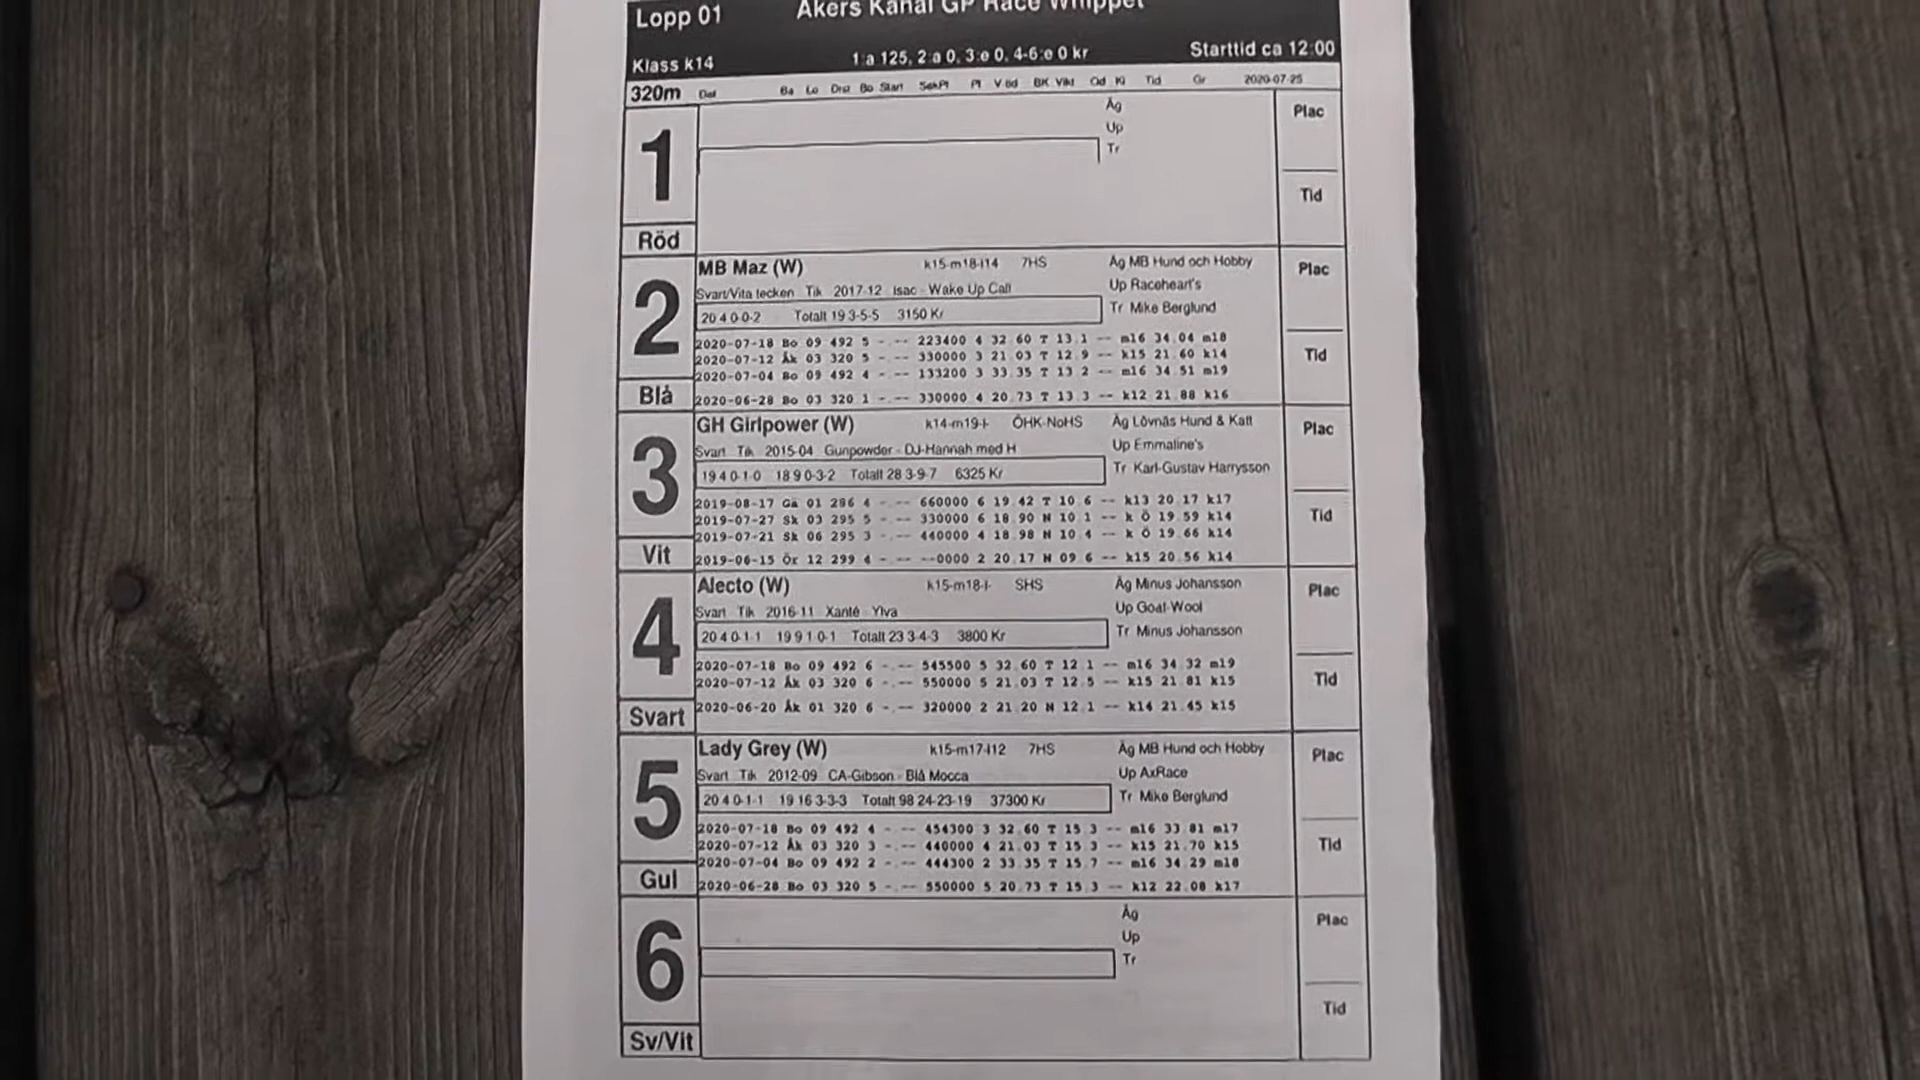 Lopp 01 Åkers Kanal GP Race Whippet
Klass k14 1:a 125, 2:a 0, 3:e 0, 4-6:e 0 kr Starttid ca 12:00
320m Dat Ba Lo Dist Bo Start SekPl Pl V-tid BK Vikt Od Kl Tid Gr 2020-07-25
1 Åg Plac
Up
Tr
Tid
Röd
2 MB Maz (W) k15-m18-l14 7HS Äg MB Hund och Hobby Plac
Svart/Vita tecken Tik 2017-12 Isac - Wake Up Call Up Raceheart's
20 4 0-0-2 Totalt 19 3-5-5 3150 Kr Tr Mike Berglund
2020-07-18 Bo 09 492 5 -.-- 223400 4 32.60 T 13.1 -- m16 34.04 m18
2020-07-12 Åk 03 320 5 -.-- 330000 3 21.03 T 12.9 -- k15 21.60 k14 Tid
2020-07-04 Bo 09 492 4 -.-- 133200 3 33.35 T 13.2 -- m16 34.51 m19
Blå 2020-06-28 Bo 03 320 1 -.-- 330000 4 20.73 T 13.3 -- k12 21.88 k16
3 GH Girlpower (W) k14-m19-l- ÖHK-NoHS Äg Lövnäs Hund & Katt Plac
Svart Tik 2015-04 Gunpowder - DJ-Hannah med H Up Emmaline's
19 4 0-1-0 18 9 0-3-2 Totalt 28 3-9-7 6325 Kr Tr Karl-Gustav Harrysson
2019-08-17 Gä 01 286 4 -.-- 660000 6 19.42 T 10.6 -- k13 20.17 k17
2019-07-27 Sk 03 295 5 -.-- 330000 6 18.90 N 10.1 -- k Ö 19.59 k14 Tid
2019-07-21 Sk 06 295 3 -.-- 440000 4 18.98 N 10.4 -- k Ö 19.66 k14
Vit 2019-06-15 Ör 12 299 4 -.-- --0000 2 20.17 N 09.6 -- k15 20.56 k14
4 Alecto (W) k15-m18-l- SHS Äg Minus Johansson Plac
Svart Tik 2016-11 Xanté - Ylva Up Goat-Wool
20 4 0-1-1 19 9 1-0-1 Totalt 23 3-4-3 3800 Kr Tr Minus Johansson
2020-07-18 Bo 09 492 6 -.-- 545500 5 32.60 T 12.1 -- m16 34.32 m19
2020-07-12 Åk 03 320 6 -.-- 550000 5 21.03 T 12.5 -- k15 21.81 k15 Tid
Svart 2020-06-20 Åk 01 320 6 -.-- 320000 2 21.20 N 12.1 -- k14 21.45 k15
5 Lady Grey (W) k15-m17-l12 7HS Äg MB Hund och Hobby Plac
Svart Tik 2012-09 CA-Gibson - Blå Mocca Up AxRace
20 4 0-1-1 19 16 3-3-3 Totalt 98 24-23-19 37300 Kr Tr Mike Berglund
2020-07-18 Bo 09 492 4 -.-- 454300 3 32.60 T 15.3 -- m16 33.81 m17
2020-07-12 Åk 03 320 3 -.-- 440000 4 21.03 T 15.3 -- k15 21.70 k15 Tid
2020-07-04 Bo 09 492 2 -.-- 444300 2 33.35 T 15.7 -- m16 34.29 m18
Gul 2020-06-28 Bo 03 320 5 -.-- 550000 5 20.73 T 15.3 -- k12 22.08 k17
6 Äg Plac
Up
Tr
Tid
Sv/Vit